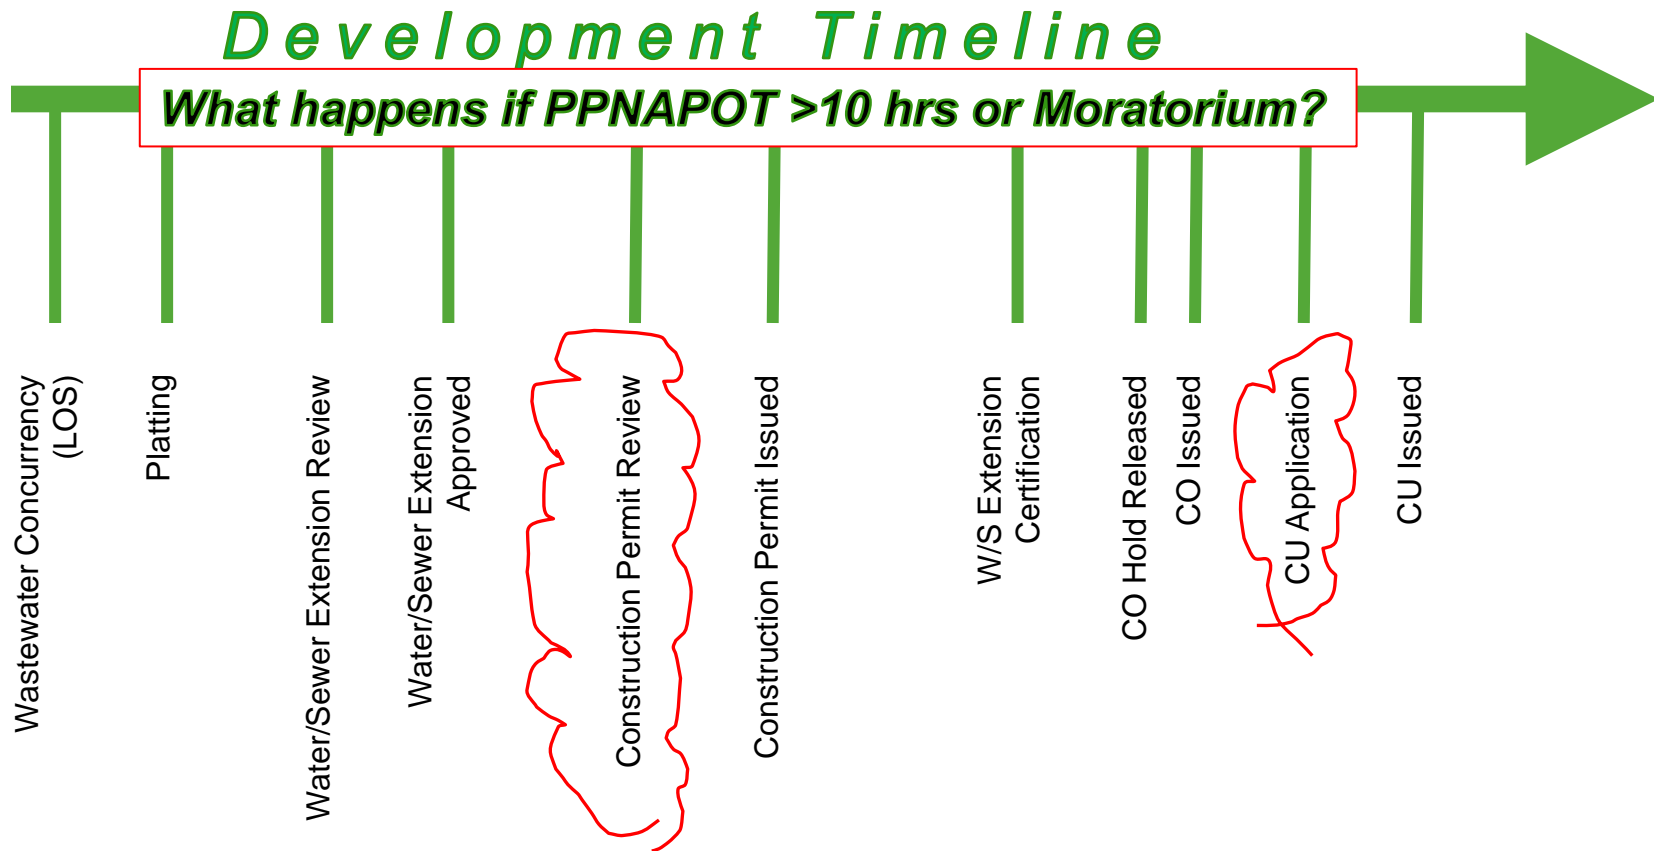 Development Timeline
What happens if PPNAPOT >10 hrs or Moratorium?
Wastewater Concurrency
(LOS)
Platting
Water/Sewer Extension Review
Water/Sewer Extension
Approved
Construction Permit Review
Construction Permit Issued
W/S Extension
Certification
CO Hold Released
CO Issued
CU Application
CU Issued